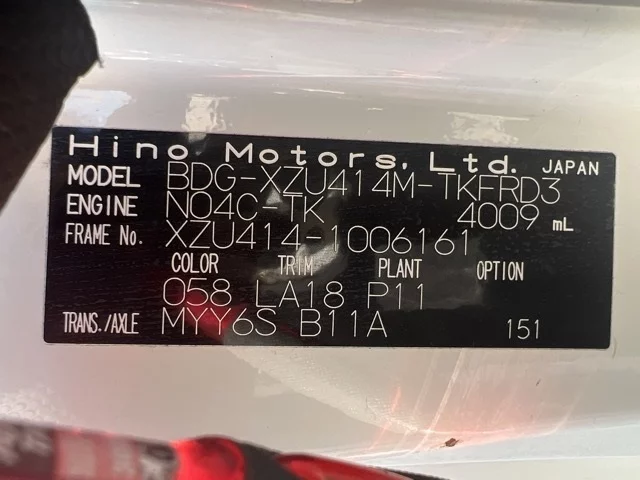 Hino Motors, Ltd. JAPAN
MODEL BDG-XZU414M-TKFRD3
ENGINE N04C-TK 4009 mL
FRAME No. XZU414-1006161
COLOR TRIM PLANT OPTION
058 LA18 P11
TRANS./AXLE MYY6S B11A 151